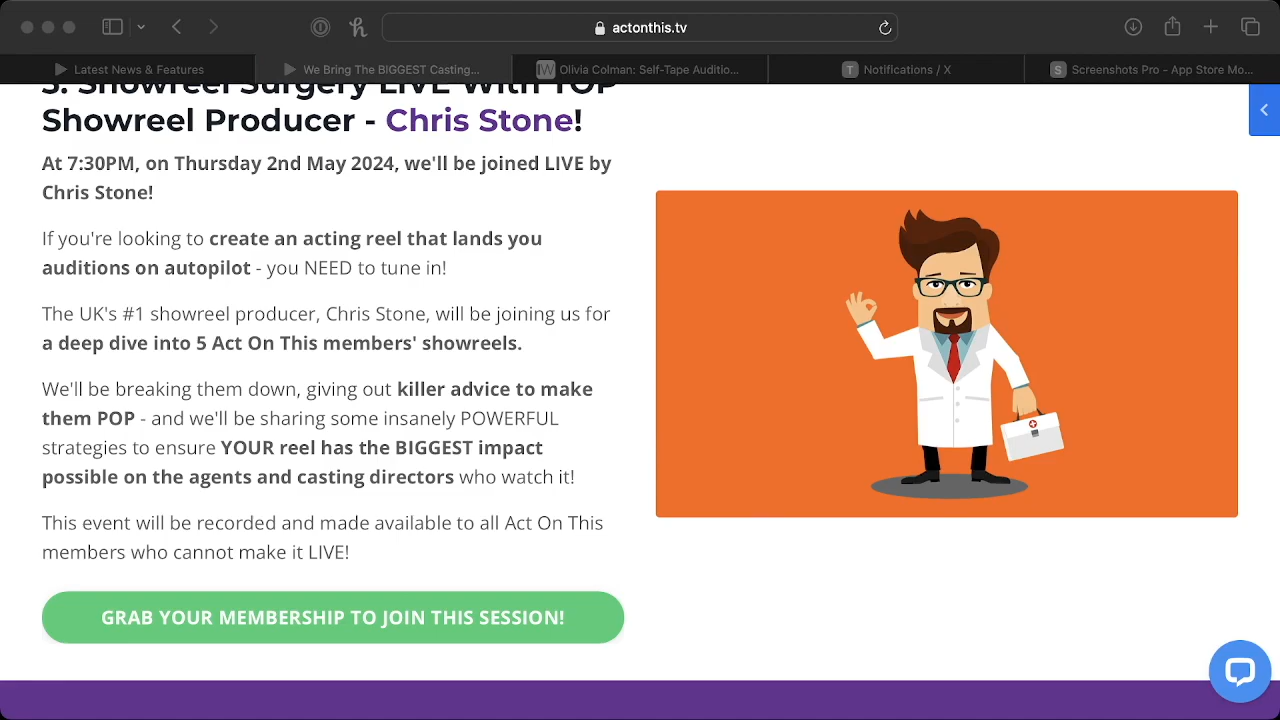 actonthis.tv
Latest News & Features
We Bring The BIGGEST Casting...
IW Olivia Colman: Self-Tape Auditio...
T Notifications / X
S Screenshots Pro - App Store Mo...
3. Showreel Surgery LIVE With TOP
Showreel Producer - Chris Stone!
At 7:30PM, on Thursday 2nd May 2024, we'll be joined LIVE by
Chris Stone!
If you're looking to create an acting reel that lands you
auditions on autopilot - you NEED to tune in!
The UK's #1 showreel producer, Chris Stone, will be joining us for
a deep dive into 5 Act On This members' showreels.
We'll be breaking them down, giving out killer advice to make
them POP - and we'll be sharing some insanely POWERFUL
strategies to ensure YOUR reel has the BIGGEST impact
possible on the agents and casting directors who watch it!
This event will be recorded and made available to all Act On This
members who cannot make it LIVE!
GRAB YOUR MEMBERSHIP TO JOIN THIS SESSION!